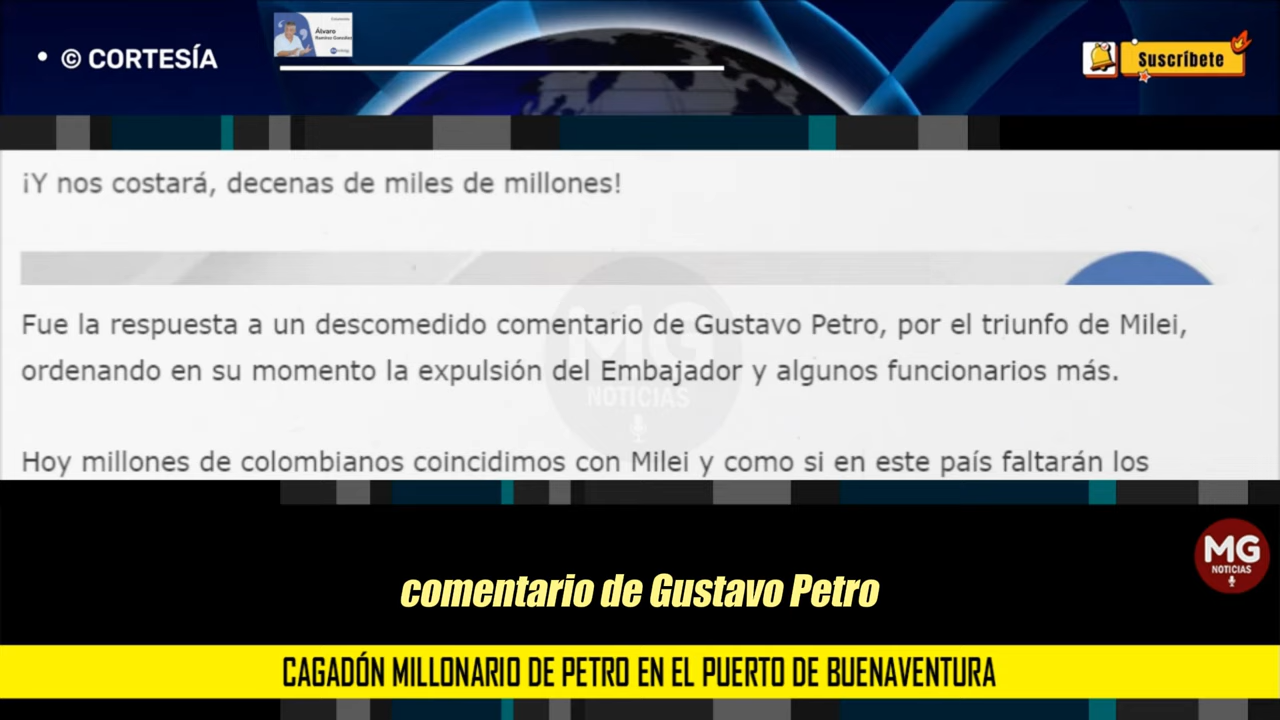 • © CORTESÍA
Álvaro
Suscríbete
¡Y nos costará, decenas de miles de millones!
Fue la respuesta a un descomedido comentario de Gustavo Petro, por el triunfo de Milei,
ordenando en su momento la expulsión del Embajador y algunos funcionarios más.
MG
NOTICIAS
Hoy millones de colombianos coincidimos con Milei y como si en este país faltarán los
MG
NOTICIAS
comentario de Gustavo Petro
CAGADÓN MILLONARIO DE PETRO EN EL PUERTO DE BUENAVENTURA